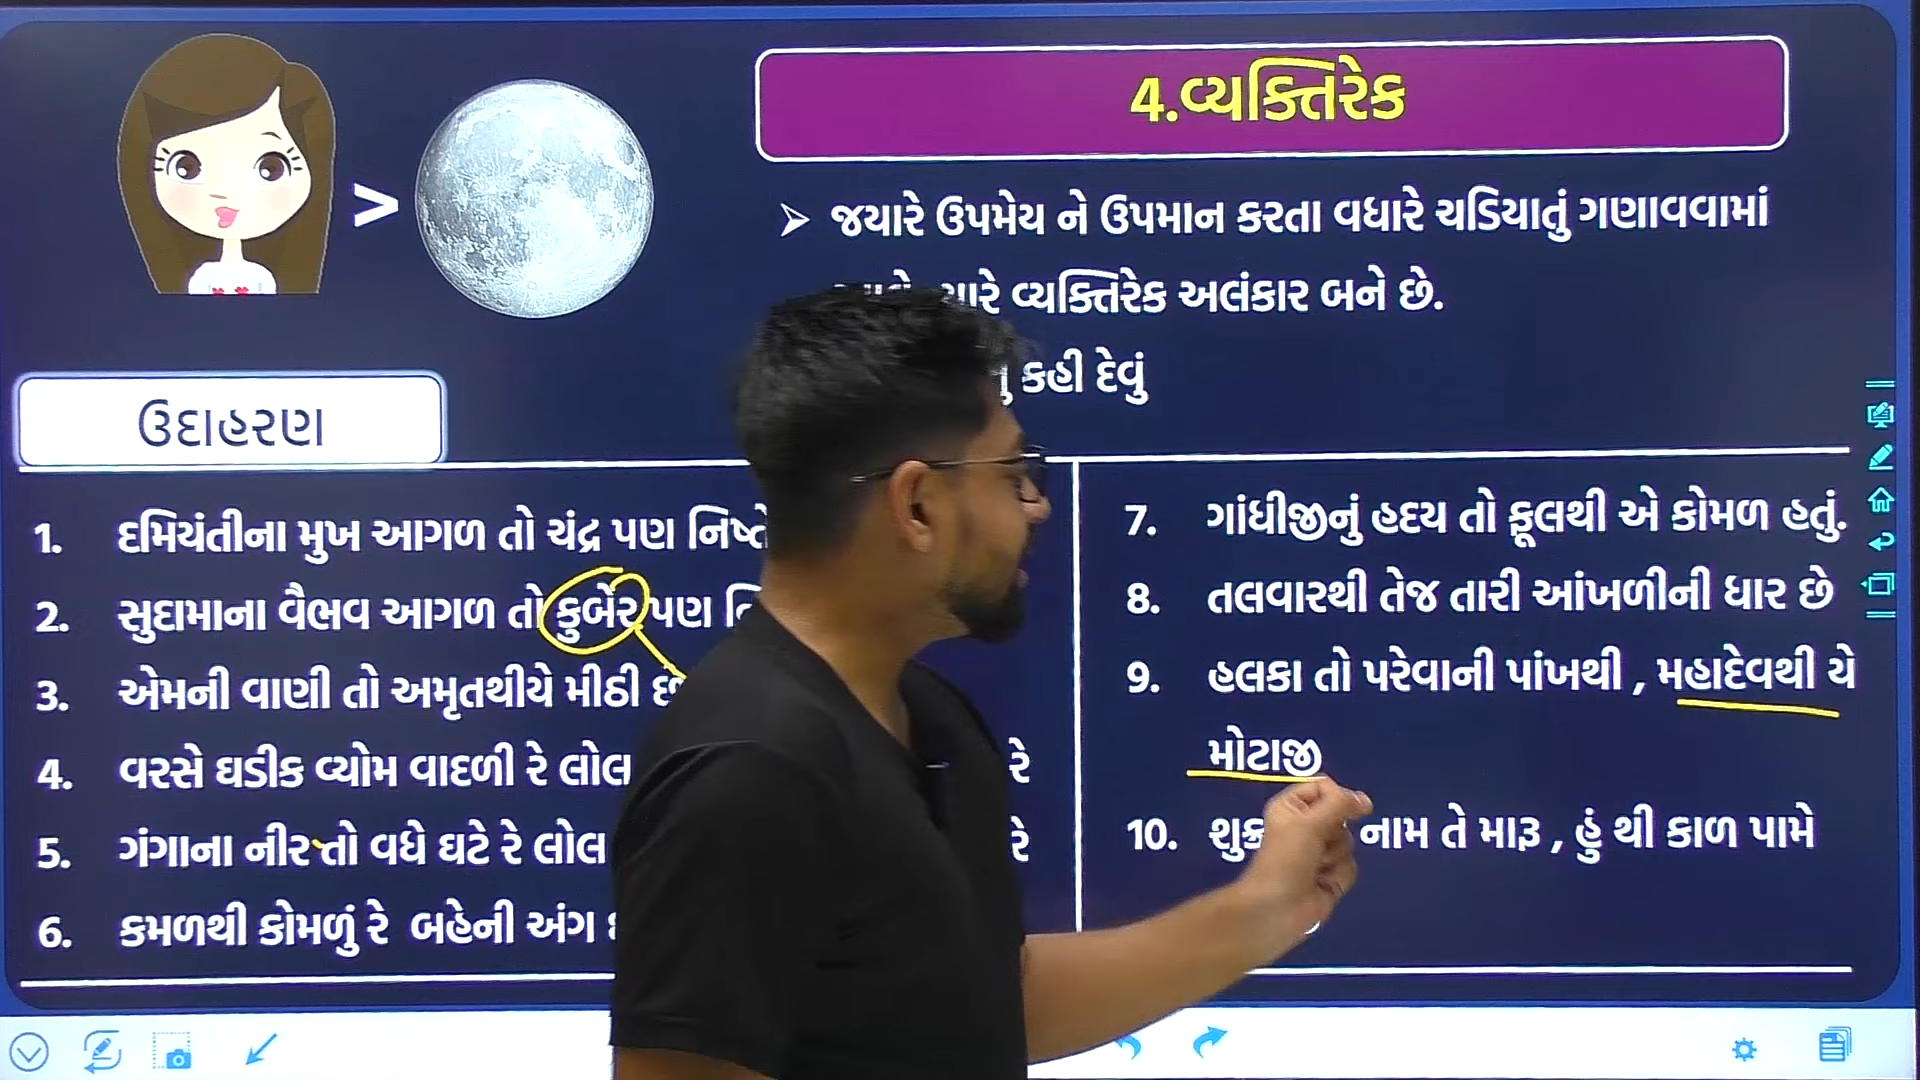 4.વ્યક્તિરેક
જયારે ઉપમેય ને ઉપમાન કરતા વધારે ચડિયાતું ગણાવવામાં
વ્યક્તિરેક અલંકાર બને છે.
કહી દેવું
>
ઉદાહરણ
1. દમિયંતીના મુખ આગળ તો ચંદ્ર પણ
2. સુદામાના વૈભવ આગળ તો કુબેર પણ
3. એમની વાણી તો અમૃતથીયે મીઠી
4. વરસે ઘડીક વ્યોમ વાદળી રે લોલ રે
5. ગંગાના નીર તો વધે ઘટે રે લોલ રે
6. કમળથી કોમળું રે બહેની અંગ
7. ગાંધીજીનું હદય તો ફૂલથી એ કોમળ હતું.
8. તલવારથી તેજ તારી આંખળીની ધાર છે
9. હલકા તો પરેવાની પાંખથી , મહાદેવથી યે
મોટાજી
10. નામ તે મારૂ , હું થી કાળ પામે